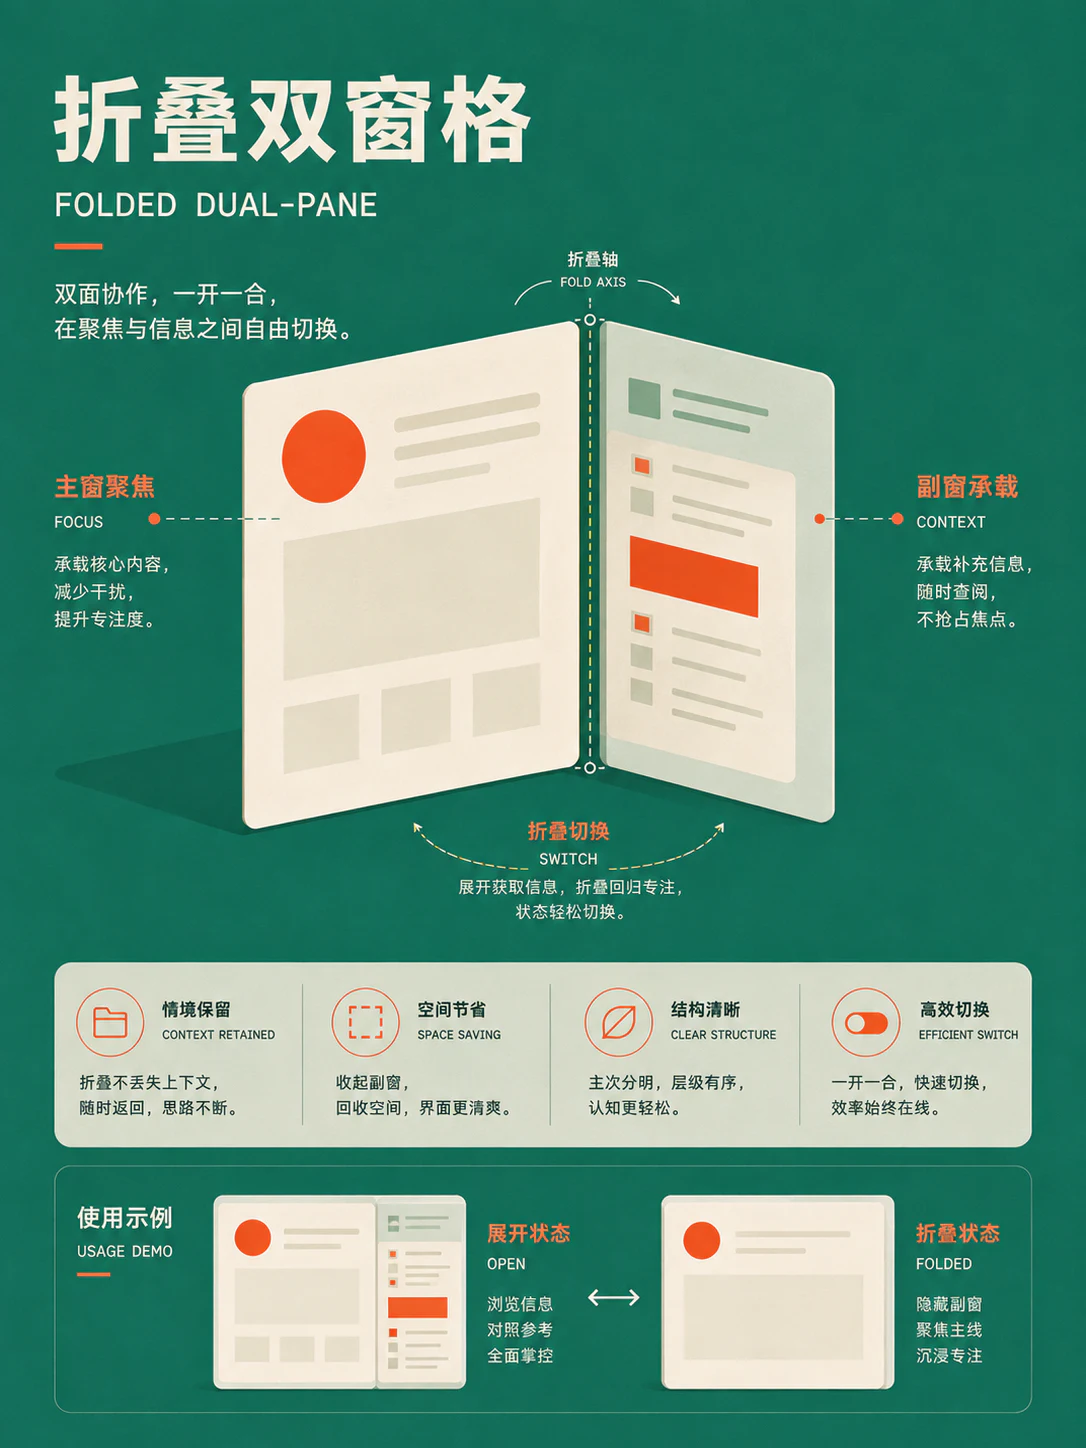 折叠双窗格
FOLDED DUAL-PANE
双面协作，一开一合，
在聚焦与信息之间自由切换。
折叠轴
FOLD AXIS
主窗聚焦
FOCUS
承载核心内容，
减少干扰，
提升专注度。
副窗承载
CONTEXT
承载补充信息，
随时查阅，
不抢占焦点。
折叠切换
SWITCH
展开获取信息，折叠回归专注，
状态轻松切换。
情境保留
CONTEXT RETAINED
折叠不丢失上下文，
随时返回，思路不断。
空间节省
SPACE SAVING
收起副窗，
回收空间，界面更清爽。
结构清晰
CLEAR STRUCTURE
主次分明，层级有序，
认知更轻松。
高效切换
EFFICIENT SWITCH
一开一合，快速切换，
效率始终在线。
使用示例
USAGE DEMO
展开状态
OPEN
浏览信息
对照参考
全面掌控
折叠状态
FOLDED
隐藏副窗
聚焦主线
沉浸专注